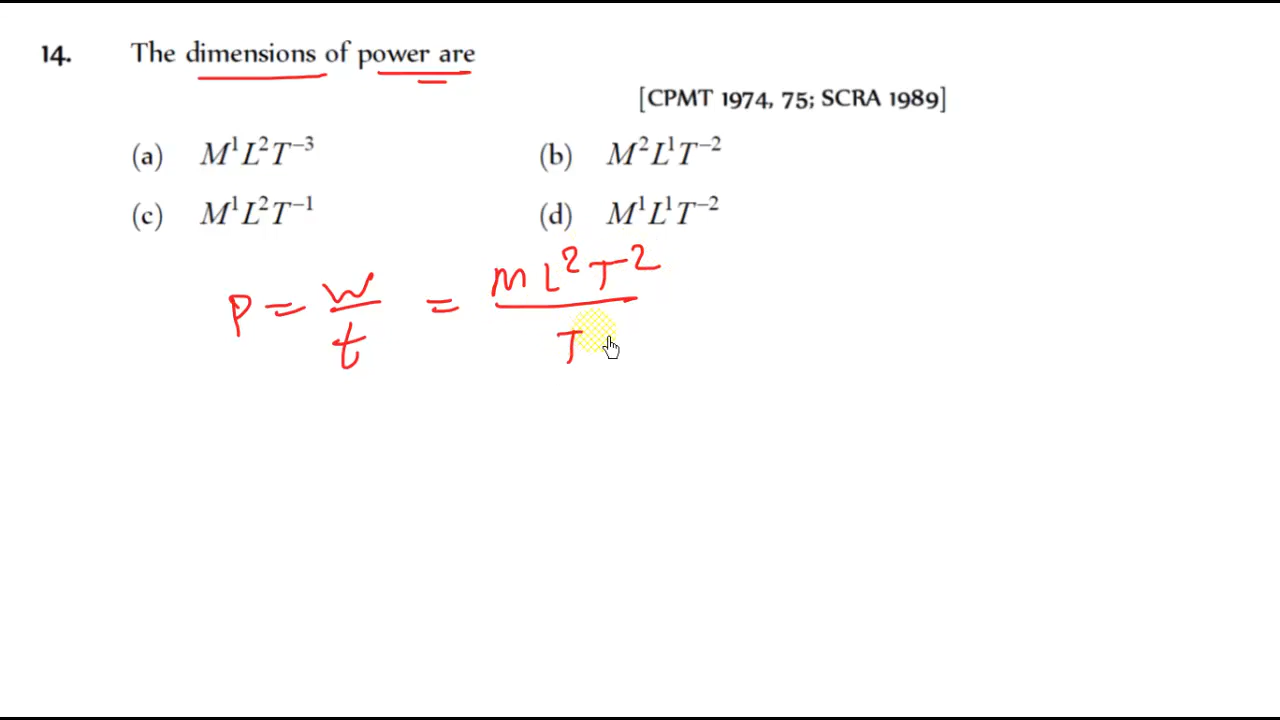 14. The dimensions of power are
[CPMT 1974, 75; SCRA 1989]
(a) M¹L²T⁻³ (b) M²L¹T⁻²
(c) M¹L²T⁻¹ (d) M¹L¹T⁻²
P = W/t = ML²T⁻²/T